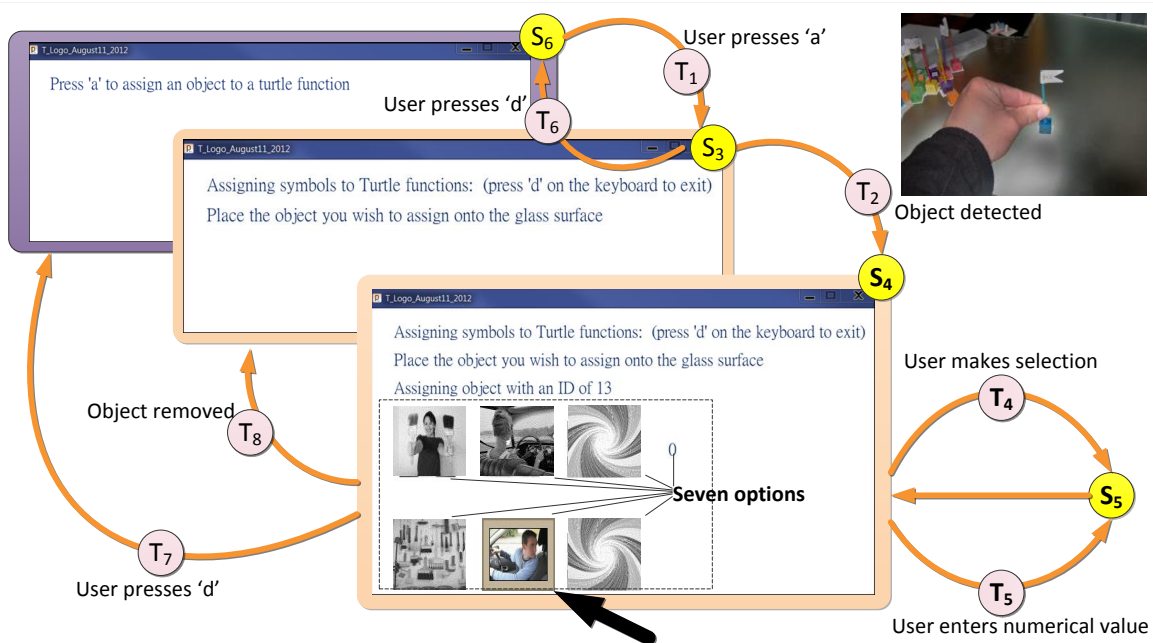 T_Logo_August11_2012
S6
User presses 'a'
T1
Press 'a' to assign an object to a turtle function
User presses 'd'
T6
T_Logo_August11_2012
S3
Assigning symbols to Turtle functions: (press 'd' on the keyboard to exit)
Place the object you wish to assign onto the glass surface
T2
Object detected
S4
T_Logo_August11_2012
Assigning symbols to Turtle functions: (press 'd' on the keyboard to exit)
Place the object you wish to assign onto the glass surface
Assigning object with an ID of 13
User makes selection
T4
Object removed
T8
0
Seven options
S5
T7
User presses 'd'
T5
User enters numerical value